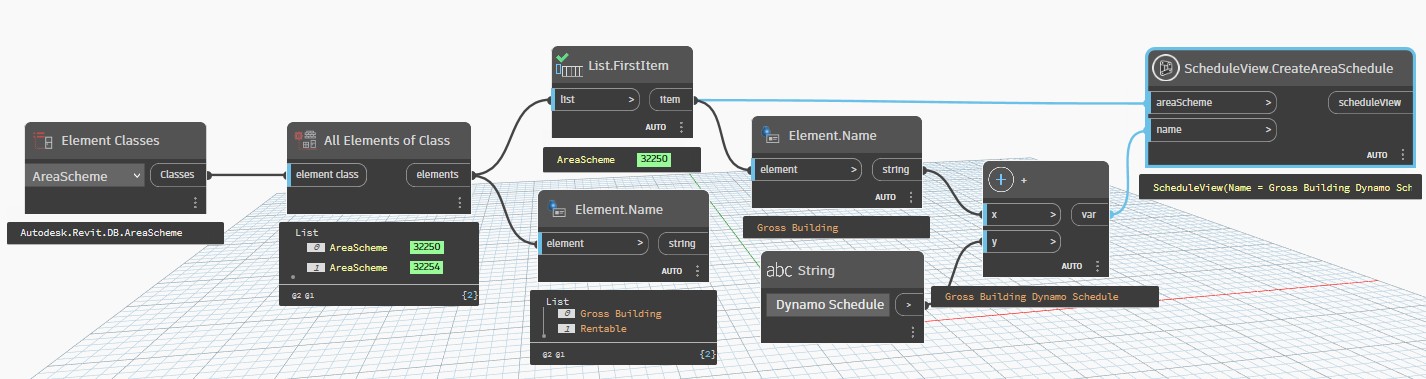 Element Classes
AreaScheme
Classes
Autodesk.Revit.DB.AreaScheme
All Elements of Class
element class >
elements
List
0 AreaScheme 32250
1 AreaScheme 32254
@2 @1 {2}
List.FirstItem
list >
item
AUTO
AreaScheme 32250
Element.Name
element >
string
AUTO
List
0 Gross Building
1 Rentable
@2 @1 {2}
Element.Name
element >
string
AUTO
Gross Building
abc String
Dynamo Schedule >
+
x >
var
y >
AUTO
Gross Building Dynamo Schedule
ScheduleView.CreateAreaSchedule
areaScheme >
scheduleView
name >
AUTO
ScheduleView(Name = Gross Building Dynamo Sch